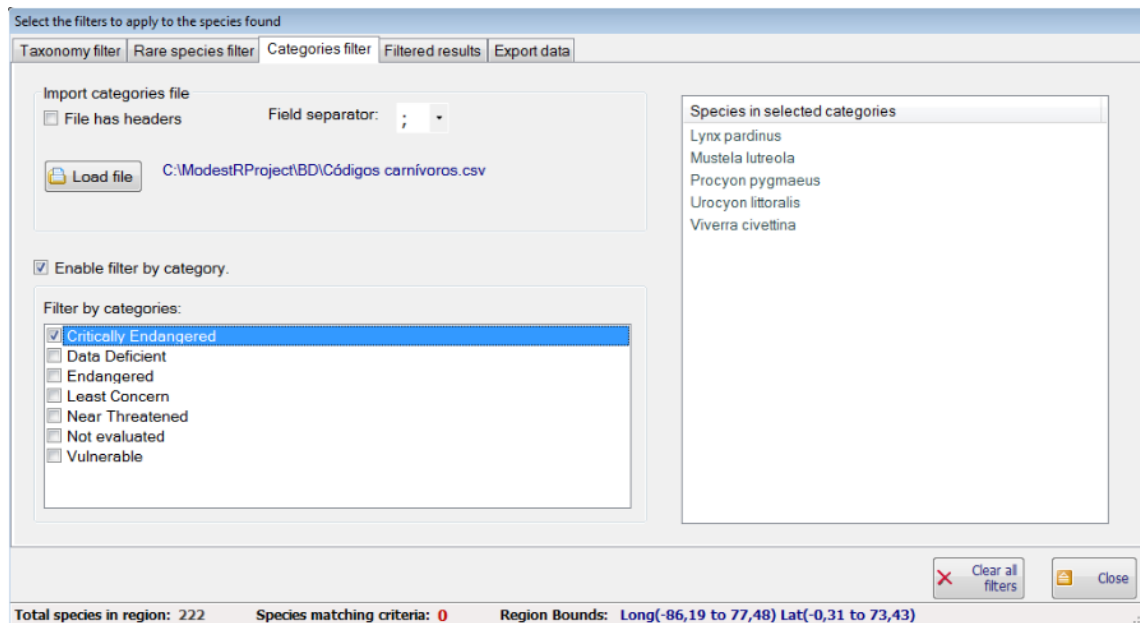 Select the filters to apply to the species found
Taxonomy filter Rare species filter Categories filter Filtered results Export data
Import categories file
File has headers Field separator: ;
Load file C:\ModestRProject\BD\Códigos carnívoros.csv
Enable filter by category.
Filter by categories:
Critically Endangered
Data Deficient
Endangered
Least Concern
Near Threatened
Not evaluated
Vulnerable
Species in selected categories
Lynx pardinus
Mustela lutreola
Procyon pygmaeus
Urocyon littoralis
Viverra civettina
Clear all
filters
Close
Total species in region: 222 Species matching criteria: 0 Region Bounds: Long(-86,19 to 77,48) Lat(-0,31 to 73,43)